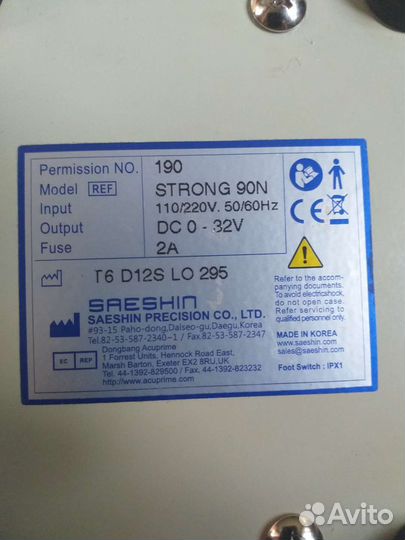 Permission NO. 190
Model REF STRONG 90N
Input 110/220V. 50/60Hz
Output DC 0 - 32V
Fuse 2A
T6 D12S LO 295
SAESHIN
SAESHIN PRECISION CO., LTD.
#93-15 Paho-dong,Dalseo-gu,Daegu,Korea
Tel.82-53-587-2340~1 / Fax.82-53-587-2347
EC REP
Dongbang Acuprime
1 Forrest Units, Hennock Road East,
Marsh Barton, Exeter EX2 8RU,UK
Tel. 44-1392-829500 / Fax. 44-1392-823232
http://www.acuprime.com
CE
Refer to the accom-
panying documents.
To avoid electricshock,
do not open case.
Refer servicing to
qualified personnel only.
MADE IN KOREA
www.saeshin.com
sales@saeshin.com
Foot Switch : IPX1
Avito